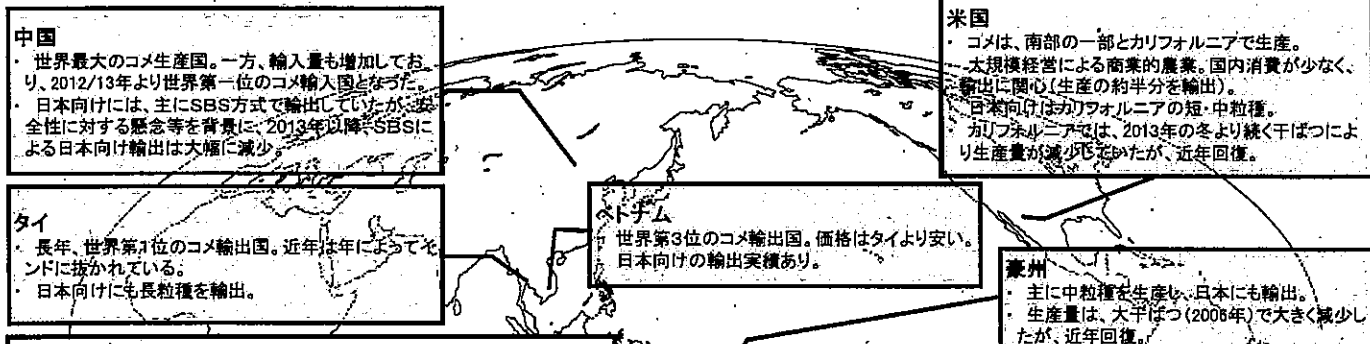 中国
・ 世界最大のコメ生産国。一方、輸入量も増加してお
り、2012/13年より世界第一位のコメ輸入国となった。
・ 日本向けには、主にSBS方式で輸出していたが、安
全性に対する懸念等を背景に、2013年以降、SBSに
よる日本向け輸出は大幅に減少。
米国
・ コメは、南部の一部とカリフォルニアで生産。
・ 大規模経営による商業的農業。国内消費が少なく、
輸出に関心(生産の約半分を輸出)。
・ 日本向けはカリフォルニアの短・中粒種。
・ カリフォルニアでは、2013年の冬より続く干ばつによ
り生産量が減少していたが、近年回復。
タイ
・ 長年、世界第1位のコメ輸出国。近年は年によってイ
ンドに抜かれている。
・ 日本向けにも長粒種を輸出。
ベトナム
・ 世界第3位のコメ輸出国。価格はタイより安い。
・ 日本向けの輸出実績あり。
豪州
・ 主に中粒種を生産し、日本にも輸出。
・ 生産量は、大干ばつ(2006年)で大きく減少し
たが、近年回復。